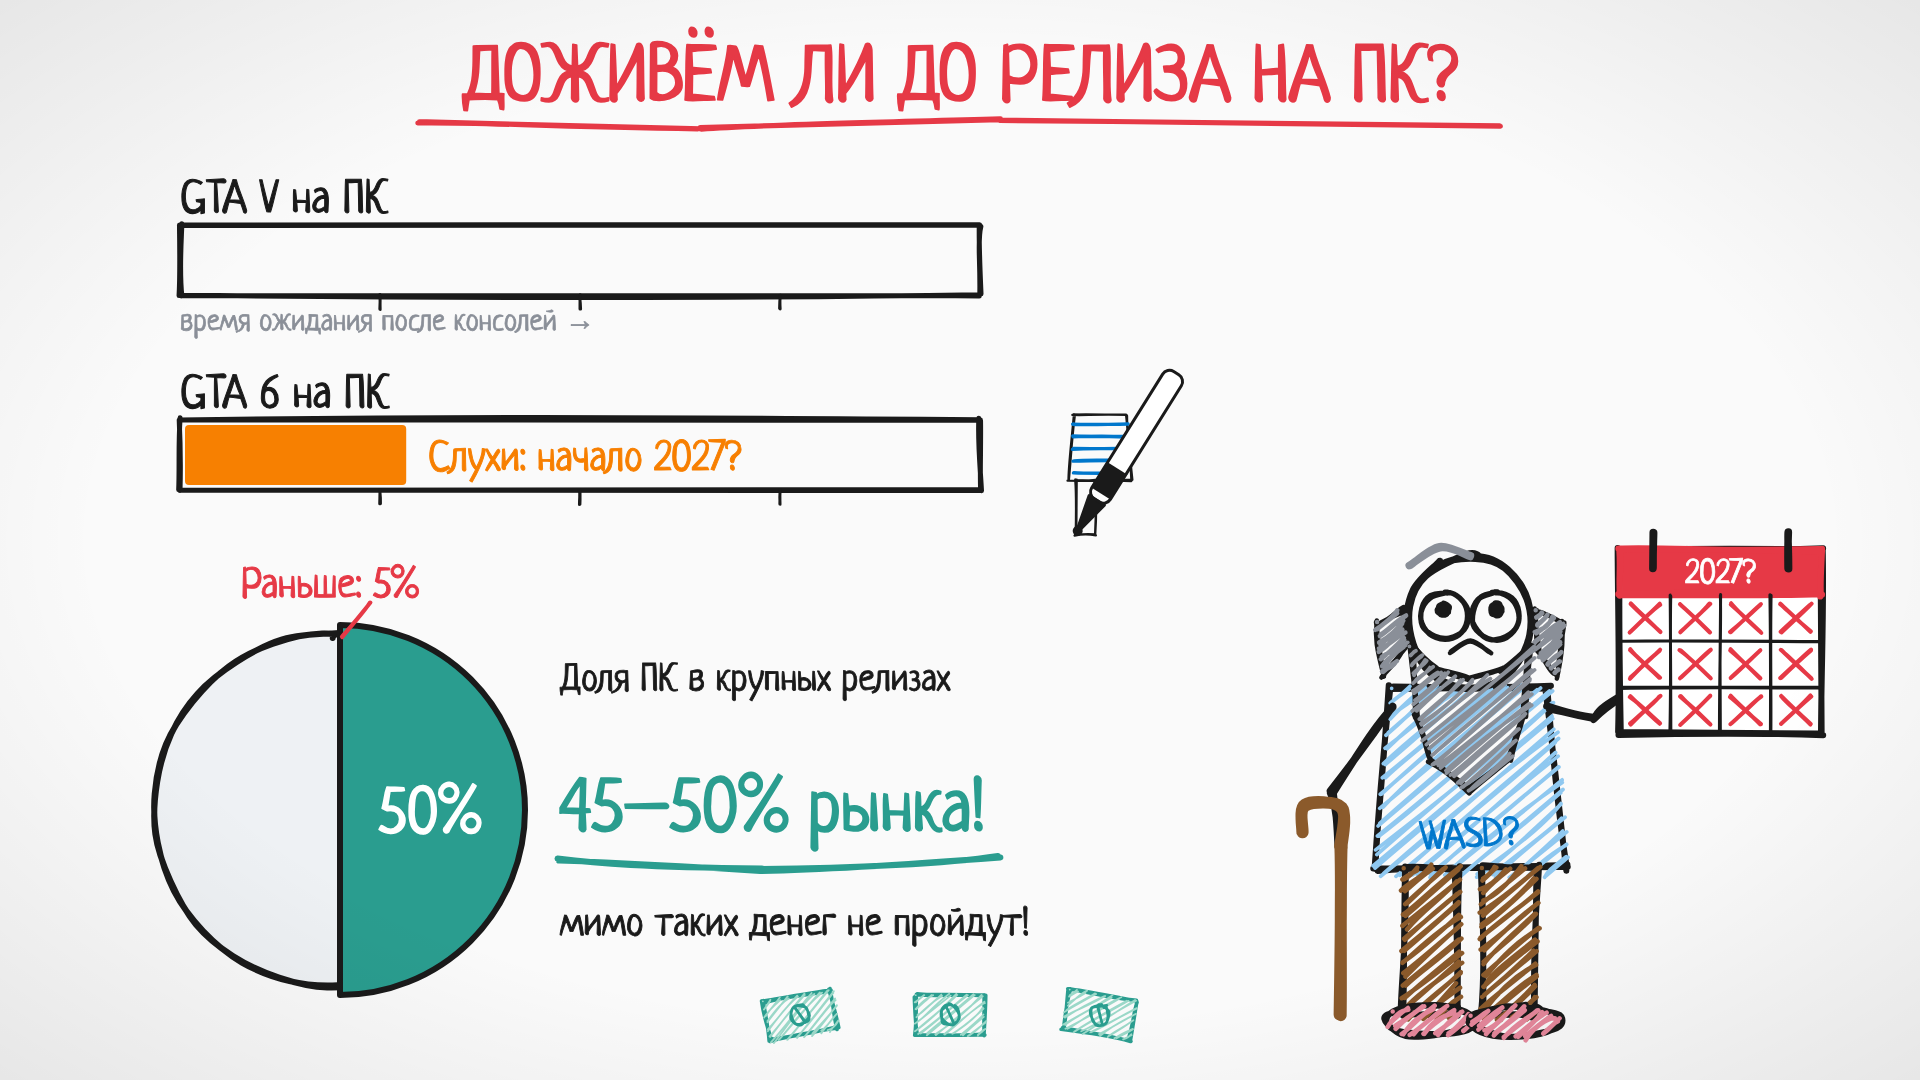 ДОЖИВЁМ ЛИ ДО РЕЛИЗА НА ПК?
GTA V на ПК
время ожидания после консолей →
GTA 6 на ПК
Слухи: начало 2027?
Раньше: 5%
50%
Доля ПК в крупных релизах
45–50% рынка!
мимо таких денег не пройдут!
2027?
WASD?